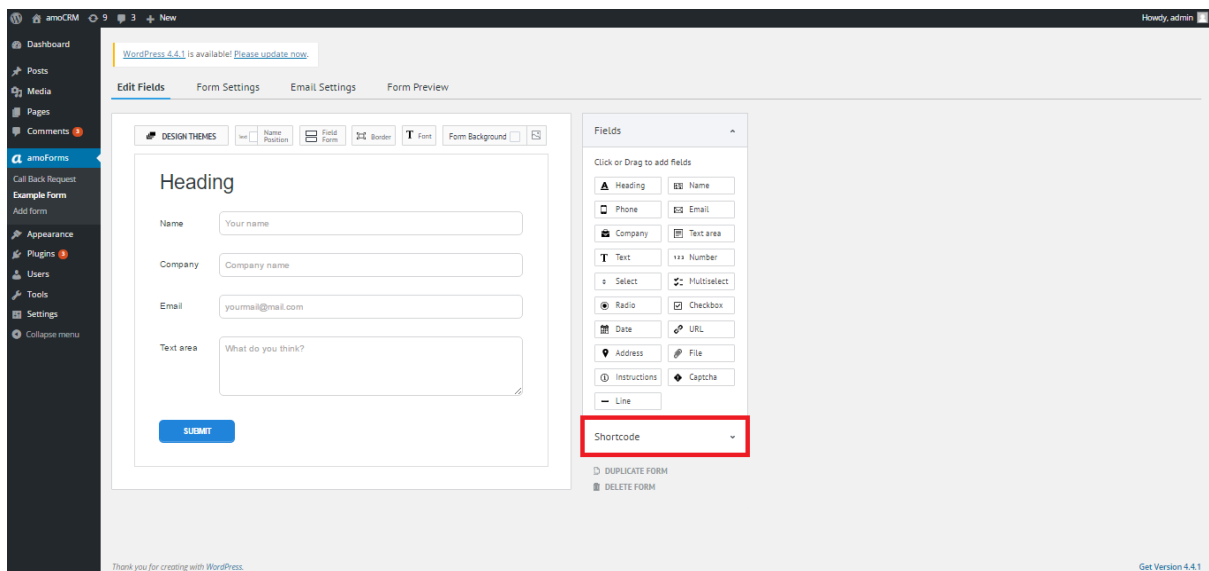 amoCRM 9 3 + New Howdy, admin
Dashboard
Posts
Media
Pages
Comments 3
amoForms
Call Back Request
Example Form
Add form
Appearance
Plugins 3
Users
Tools
Settings
Collapse menu
WordPress 4.4.1 is available! Please update now.
Edit Fields Form Settings Email Settings Form Preview
DESIGN THEMES Text Name Position Field Form Border T Font Form Background
Heading
Name Your name
Company Company name
Email yourmail@mail.com
Text area What do you think?
SUBMIT
Fields
Click or Drag to add fields
A Heading Name
Phone Email
Company Text area
T Text 123 Number
Select Multiselect
Radio Checkbox
Date URL
Address File
Instructions Captcha
Line
Shortcode
DUPLICATE FORM
DELETE FORM
Thank you for creating with WordPress.
Get Version 4.4.1